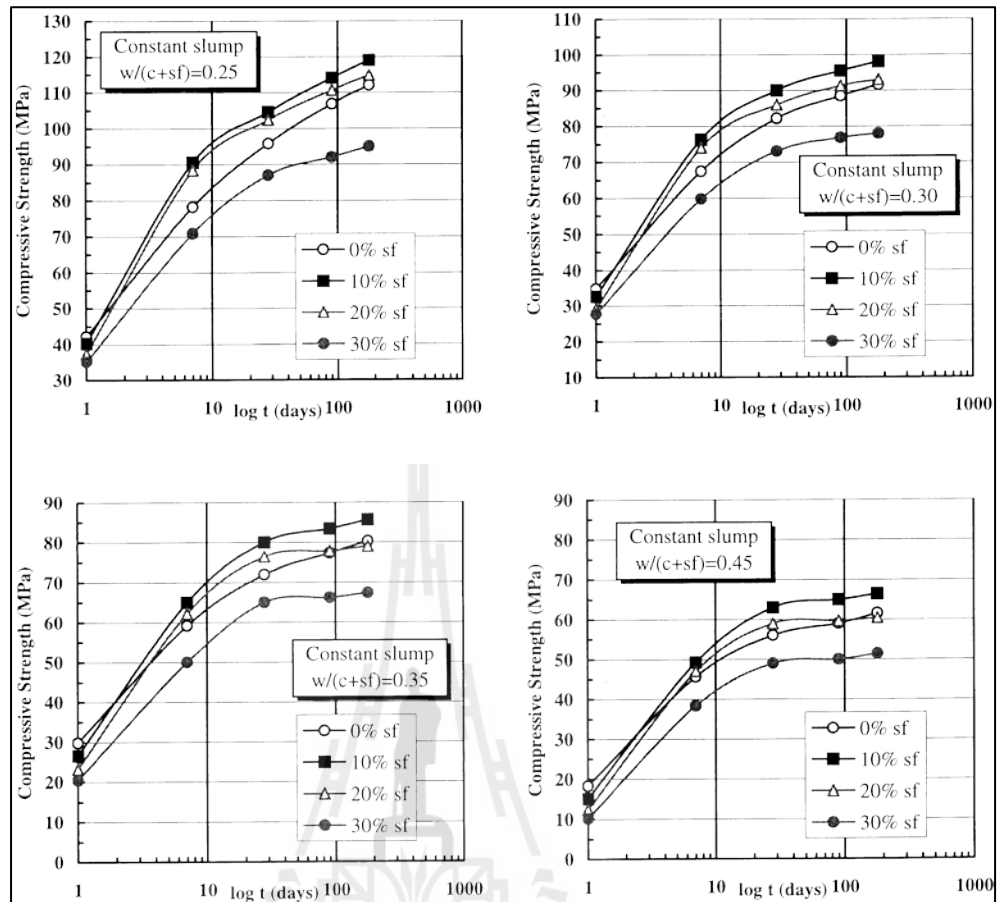 130
120
110
100
90
80
70
60
50
40
30
Compressive Strength (MPa)
Constant slump
w/(c+sf)=0.25
0% sf
10% sf
20% sf
30% sf
1
10
100
1000
log t (days)
110
100
90
80
70
60
50
40
30
20
10
Compressive Strength (MPa)
Constant slump
w/(c+sf)=0.30
0% sf
10% sf
20% sf
30% sf
1
10
100
1000
log t (days)
90
80
70
60
50
40
30
20
10
0
Compressive Strength (MPa)
Constant slump
w/(c+sf)=0.35
0% sf
10% sf
20% sf
30% sf
1
10
100
1000
log t (days)
90
80
70
60
50
40
30
20
10
0
Compressive Strength (MPa)
Constant slump
w/(c+sf)=0.45
0% sf
10% sf
20% sf
30% sf
1
10
100
1000
log t (days)